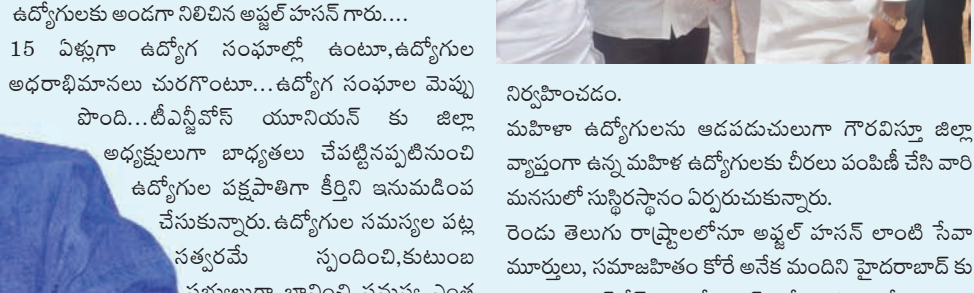 ఉద్యోగులకు అండగా నిలిచిన అఫ్జల్ హసన్ గారు....
15 ఏళ్లుగా ఉద్యోగ సంఘాల్లో ఉంటూ,ఉద్యోగుల
అధరాభిమానలు చురగొంటూ...ఉద్యోగ సంఘాల మెప్పు
పొంది...టీఎన్జీవోస్ యూనియన్ కు జిల్లా
అధ్యక్షులుగా బాధ్యతలు చేపట్టినప్పటినుంచి
ఉద్యోగుల పక్షపాతిగా కీర్తిని ఇనుమడింప
చేసుకున్నారు.ఉద్యోగుల సమస్యల పట్ల
సత్వరమే స్పందించి,కుటుంబ
నిర్వహించడం.
మహిళా ఉద్యోగులను ఆడపడుచులుగా గౌరవిస్తూ జిల్లా
వ్యాప్తంగా ఉన్న మహిళ ఉద్యోగులకు చీరలు పంపిణీ చేసి వారి
మనసులో సుస్థిరస్థానం ఏర్పరుచుకున్నారు.
రెండు తెలుగు రాష్ట్రాలలోనూ అఫ్జల్ హసన్ లాంటి సేవా
మూర్తులు, సమాజహితం కోరే అనేక మందిని హైదరాబాద్ కు